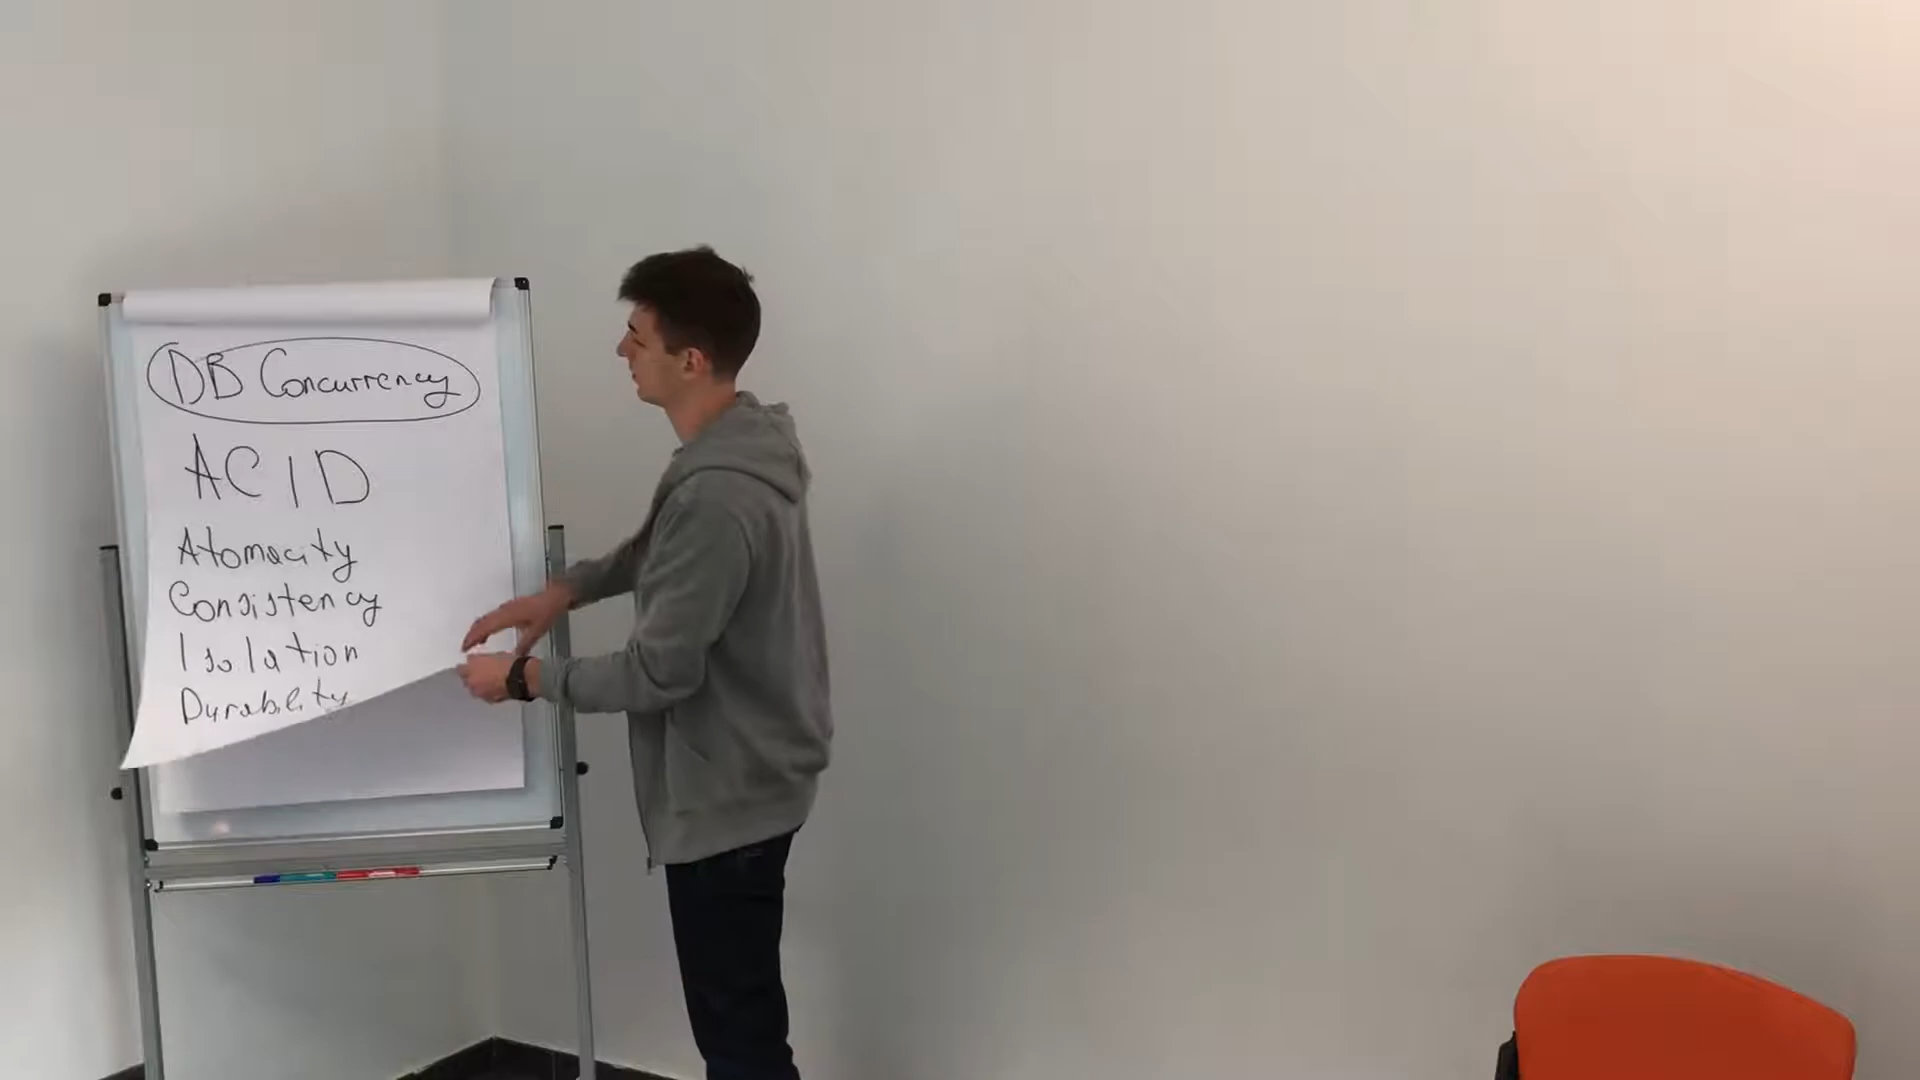 DB Concurrency
ACID
Atomacity
Consistency
Isolation
Durability